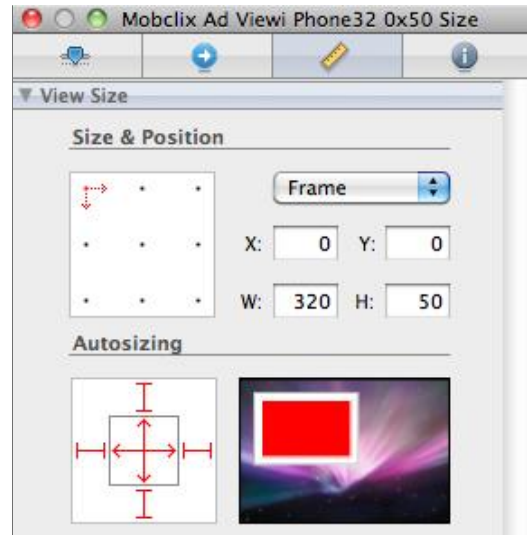 Mobclix Ad Viewi Phone32 0x50 Size
View Size
Size & Position
Frame
X: 0 Y: 0
W: 320 H: 50
Autosizing